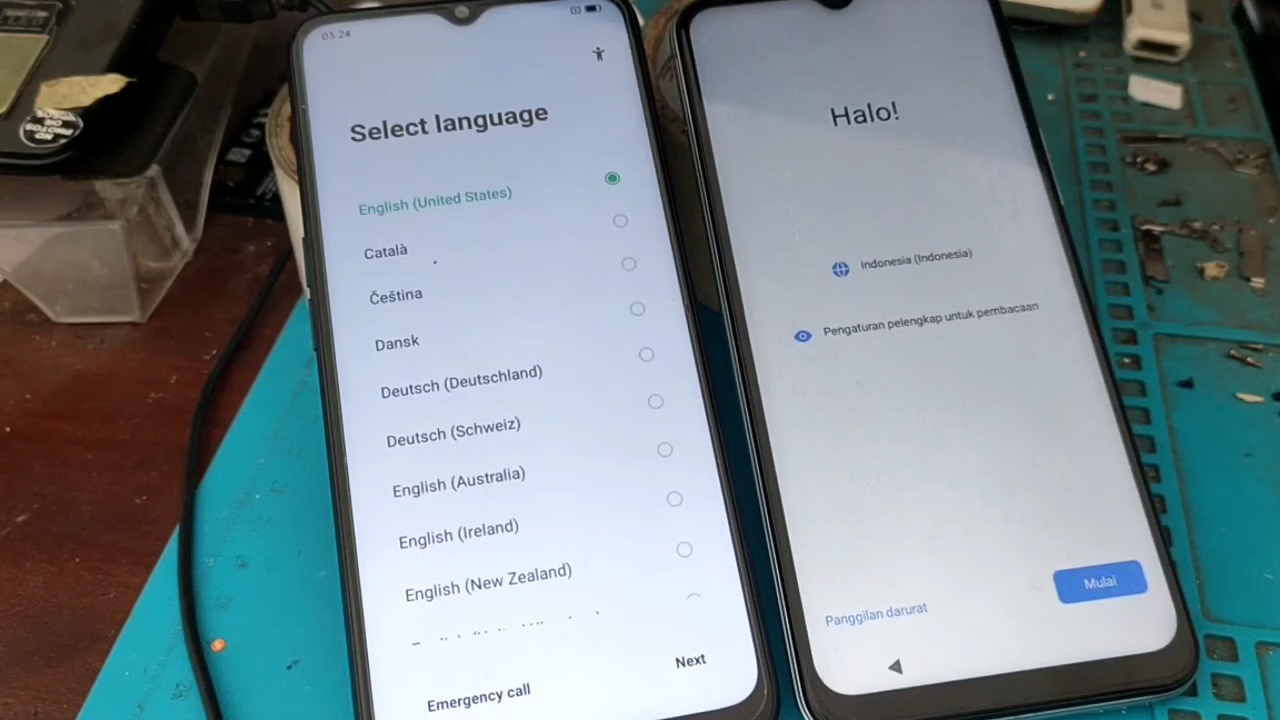 03:24
Select language
English (United States)
Català
Čeština
Dansk
Deutsch (Deutschland)
Deutsch (Schweiz)
English (Australia)
English (Ireland)
English (New Zealand)
Next
Emergency call
Halo!
Indonesia (Indonesia)
Pengaturan pelengkap untuk pembacaan
Mulai
Panggilan darurat